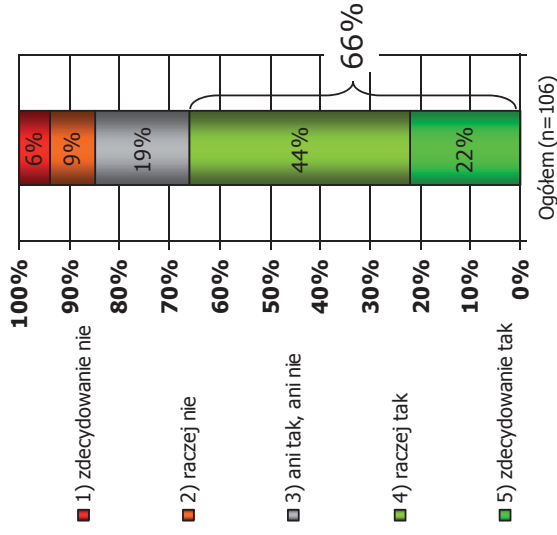 100%
90%
80%
70%
60%
50%
40%
30%
20%
10%
0%
6%
9%
19%
44%
22%
66%
Ogółem (n=106)
1) zdecydowanie nie
2) raczej nie
3) ani tak, ani nie
4) raczej tak
5) zdecydowanie tak